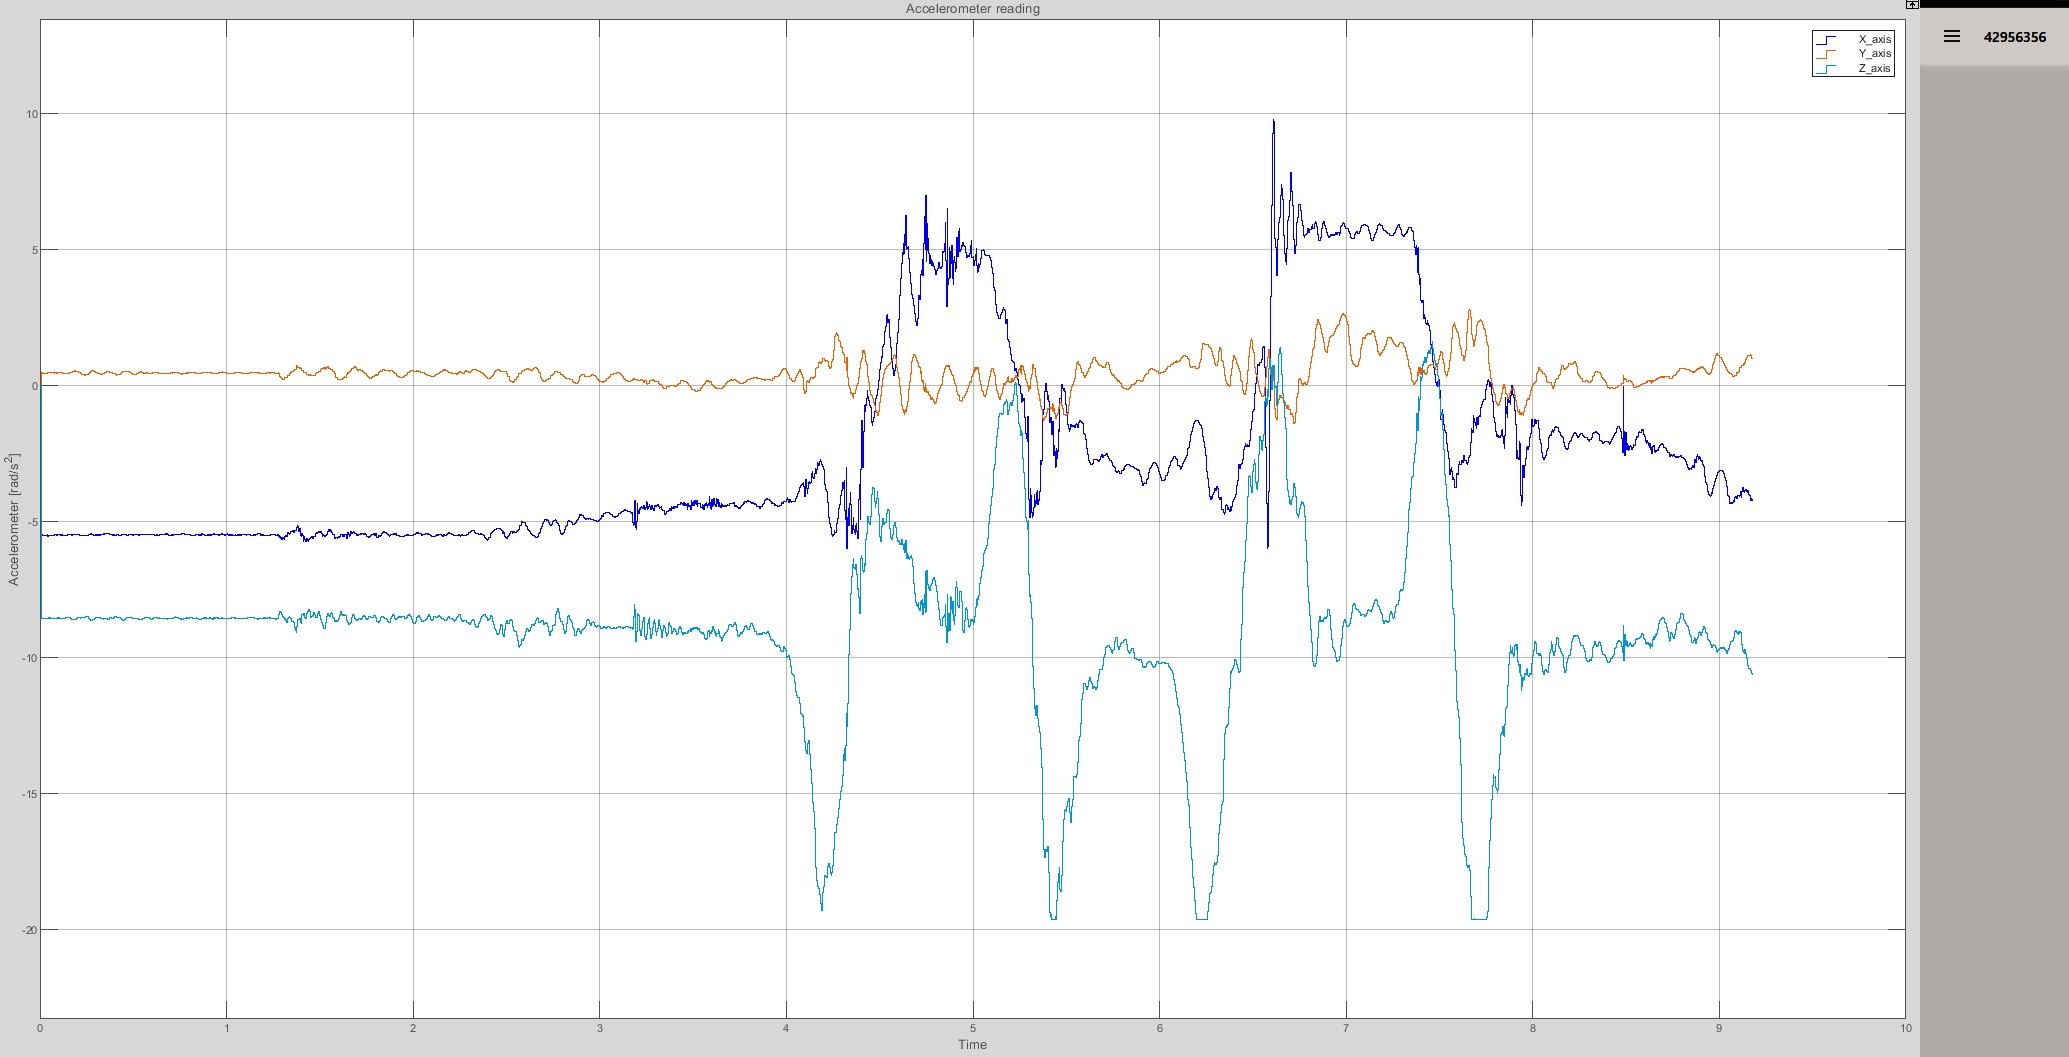 Accelerometer reading
42956356
X_axis
Y_axis
Z_axis
10
5
0
-5
-10
-15
-20
Accelerometer [rad/s²]
0 1 2 3 4 5 6 7 8 9 10
Time